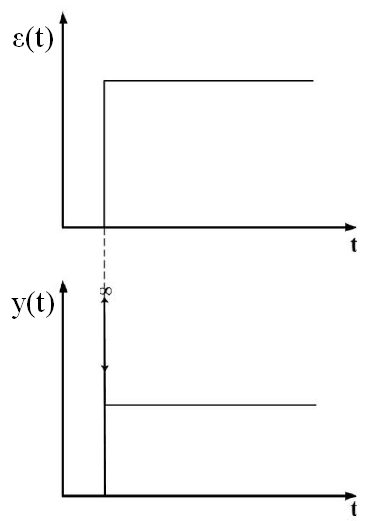 ε(t)
t
∞
y(t)
t